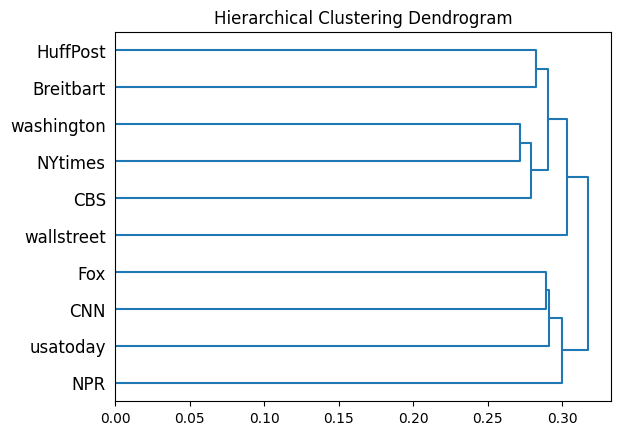 Hierarchical Clustering Dendrogram
HuffPost
Breitbart
washington
NYtimes
CBS
wallstreet
Fox
CNN
usatoday
NPR
0.00 0.05 0.10 0.15 0.20 0.25 0.30